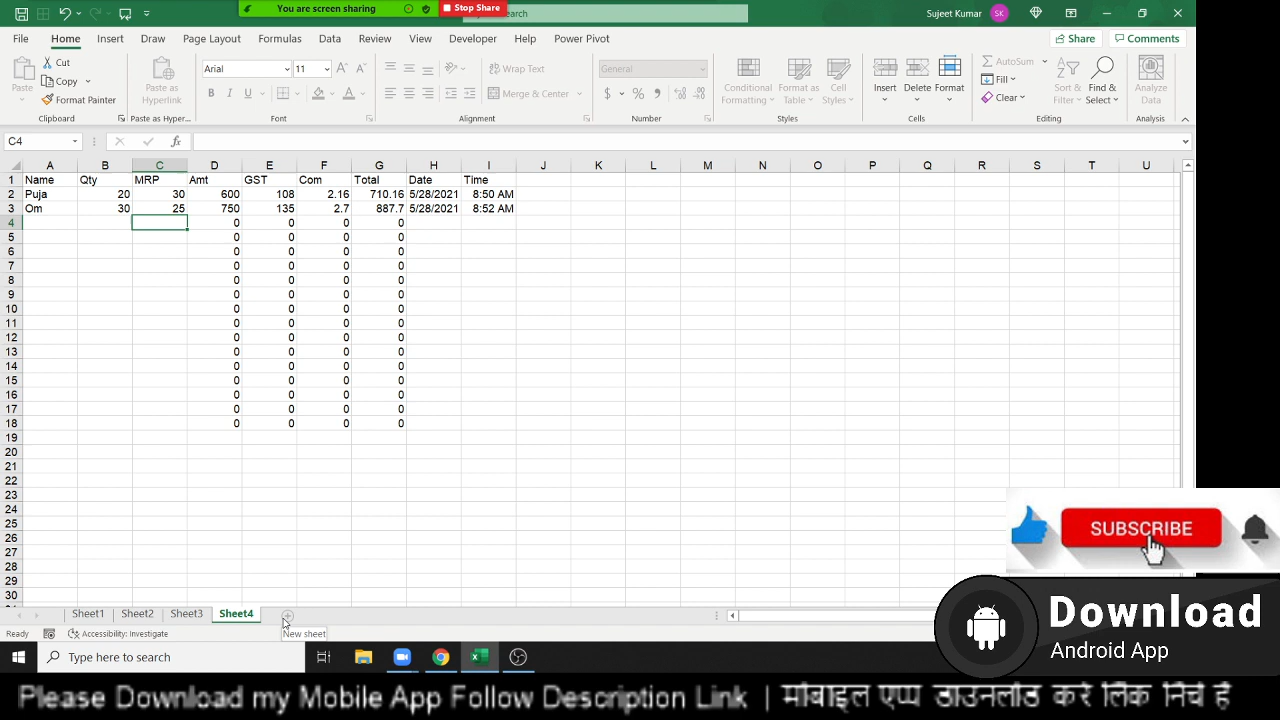 You are screen sharing
Stop Share
Search
Sujeet Kumar
SK
File Home Insert Draw Page Layout Formulas Data Review View Developer Help Power Pivot
Share Comments
Paste
Cut
Copy
Format Painter
Clipboard
Paste as Hyperlink
Paste as Hyper...
Arial 11
B I U
Font
Wrap Text
Merge & Center
Alignment
General
$ % 9
Number
Conditional Formatting
Format as Table
Cell Styles
Styles
Insert Delete Format
Cells
AutoSum
Fill
Clear
Sort & Filter
Find & Select
Editing
Analyze Data
Analysis
C4
fx
A B C D E F G H I J K L M N O P Q R S T U
1 Name Qty MRP Amt GST Com Total Date Time
2 Puja 20 30 600 108 2.16 710.16 5/28/2021 8:50 AM
3 Om 30 25 750 135 2.7 887.7 5/28/2021 8:52 AM
4 0 0 0 0
5 0 0 0 0
6 0 0 0 0
7 0 0 0 0
8 0 0 0 0
9 0 0 0 0
10 0 0 0 0
11 0 0 0 0
12 0 0 0 0
13 0 0 0 0
14 0 0 0 0
15 0 0 0 0
16 0 0 0 0
17 0 0 0 0
18 0 0 0 0
19
20
21
22
23
24
25
26
27
28
29
30
SUBSCRIBE
Sheet1 Sheet2 Sheet3 Sheet4
Ready
Accessibility: Investigate
New sheet
Download
Android App
Type here to search
Please Download my Mobile App Follow Description Link | मोबाइल एप्प डाउनलोड करे लिंक निचे है